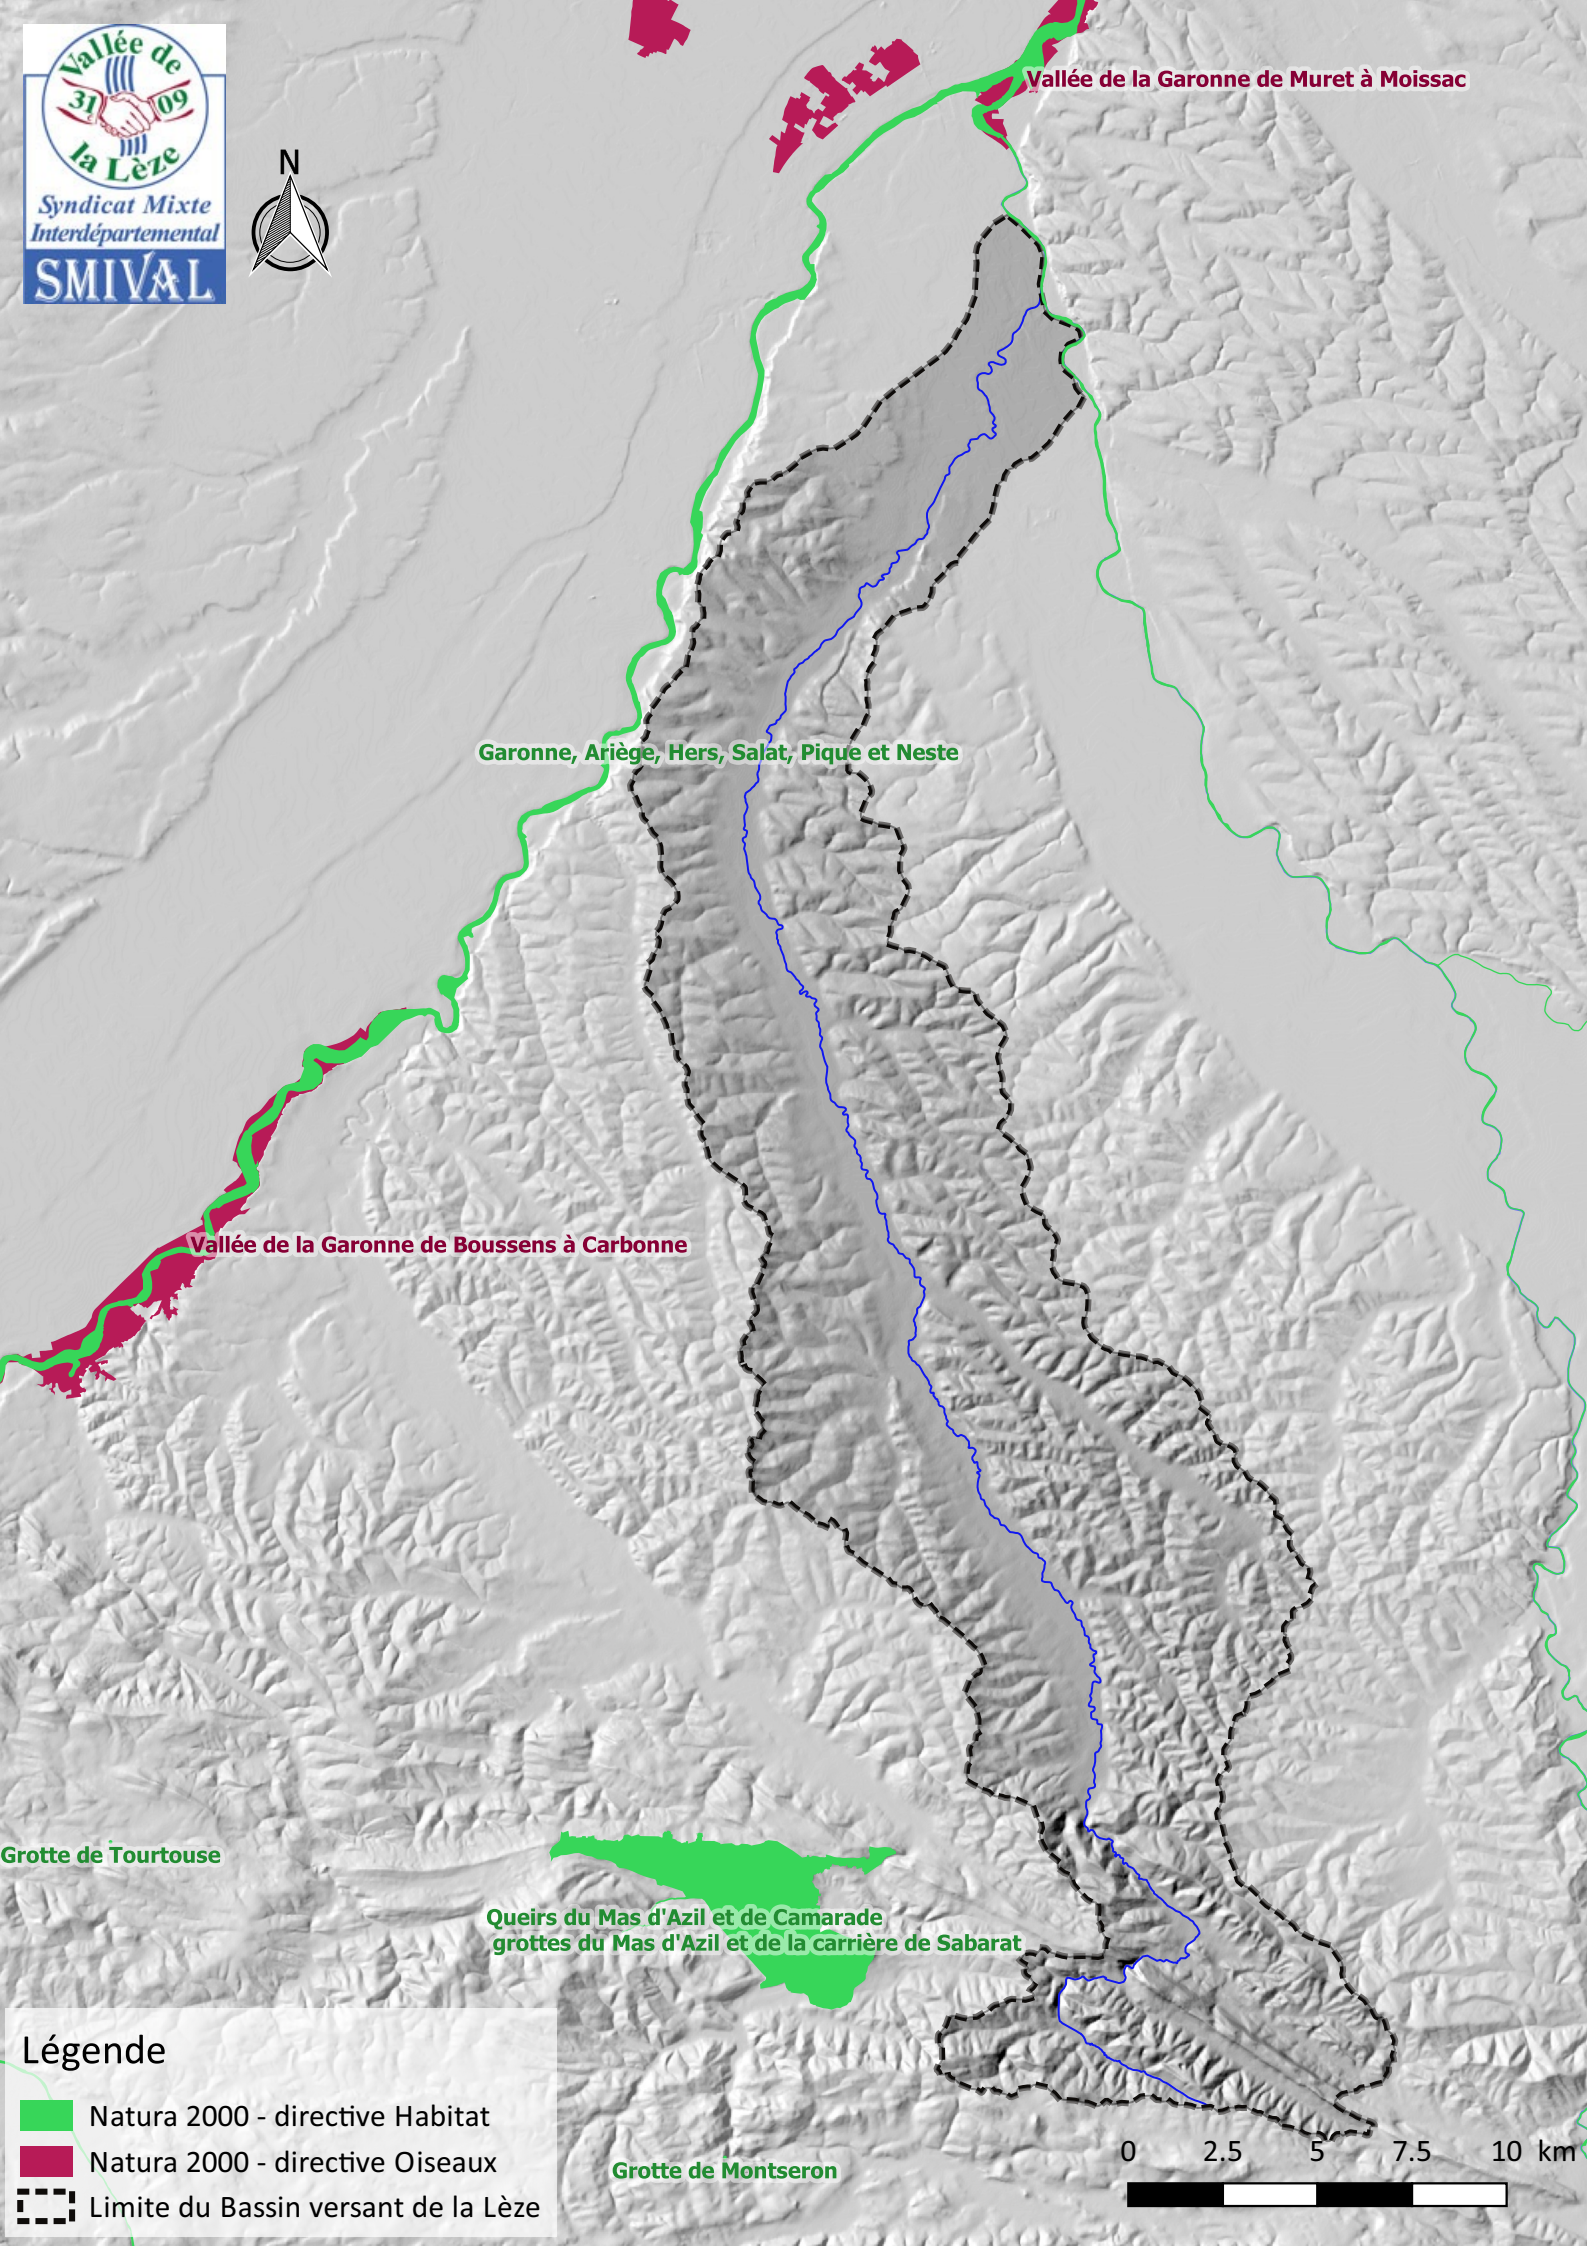 Vallée de
31 09
la Lèze
Syndicat Mixte
Interdépartemental
SMIVAL
N
Vallée de la Garonne de Muret à Moissac
Garonne, Ariège, Hers, Salat, Pique et Neste
Vallée de la Garonne de Boussens à Carbonne
Grotte de Tourtouse
Queirs du Mas d'Azil et de Camarade
grottes du Mas d'Azil et de la carrière de Sabarat
Grotte de Montseron
Légende
Natura 2000 - directive Habitat
Natura 2000 - directive Oiseaux
Limite du Bassin versant de la Lèze
0 2.5 5 7.5 10 km